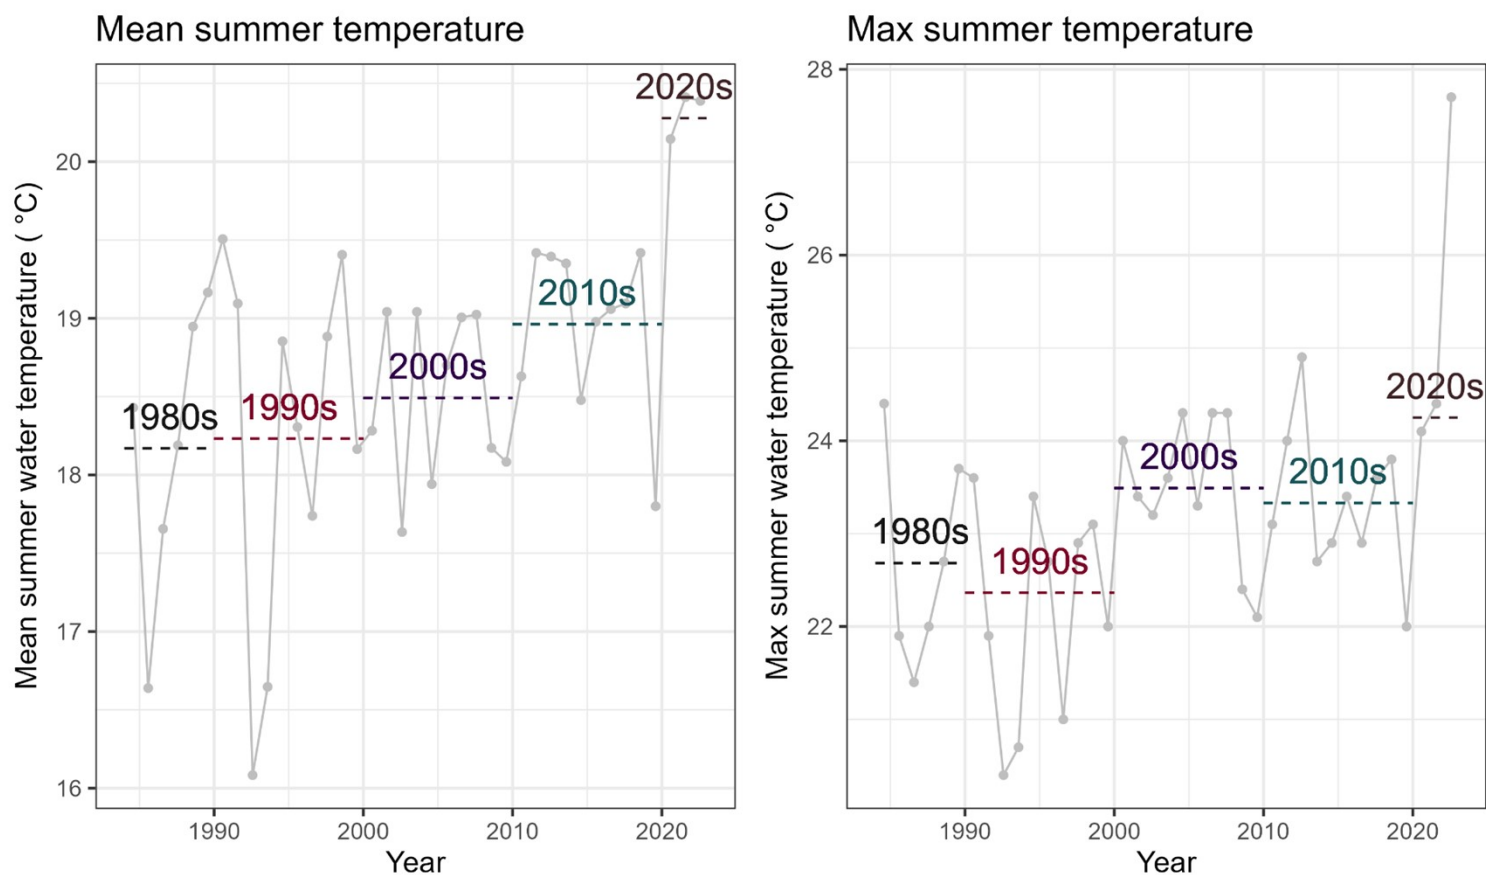 Mean summer temperature
Mean summer water temperature ( °C)
20
19
18
17
16
1980s
1990s
2000s
2010s
2020s
1990
2000
2010
2020
Year
Max summer temperature
Max summer water temperature ( °C)
28
26
24
22
1980s
1990s
2000s
2010s
2020s
1990
2000
2010
2020
Year